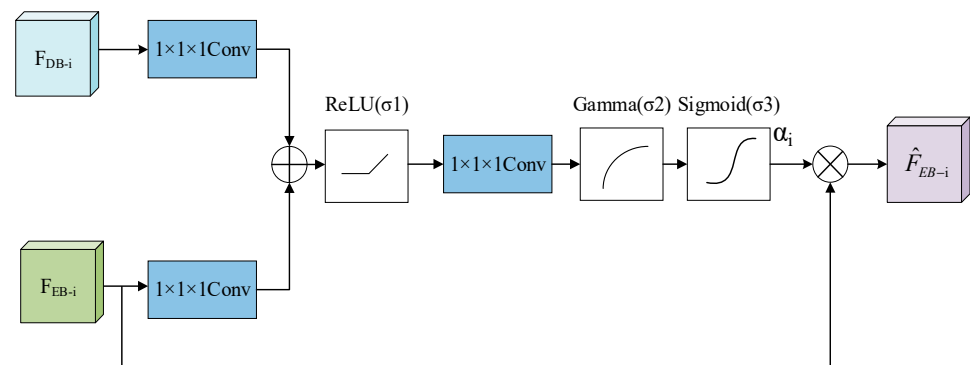 F_DB-i
1×1×1Conv
ReLU(σ1)
1×1×1Conv
Gamma(σ2)
Sigmoid(σ3)
α_i
F̂_EB−i
F_EB-i
1×1×1Conv